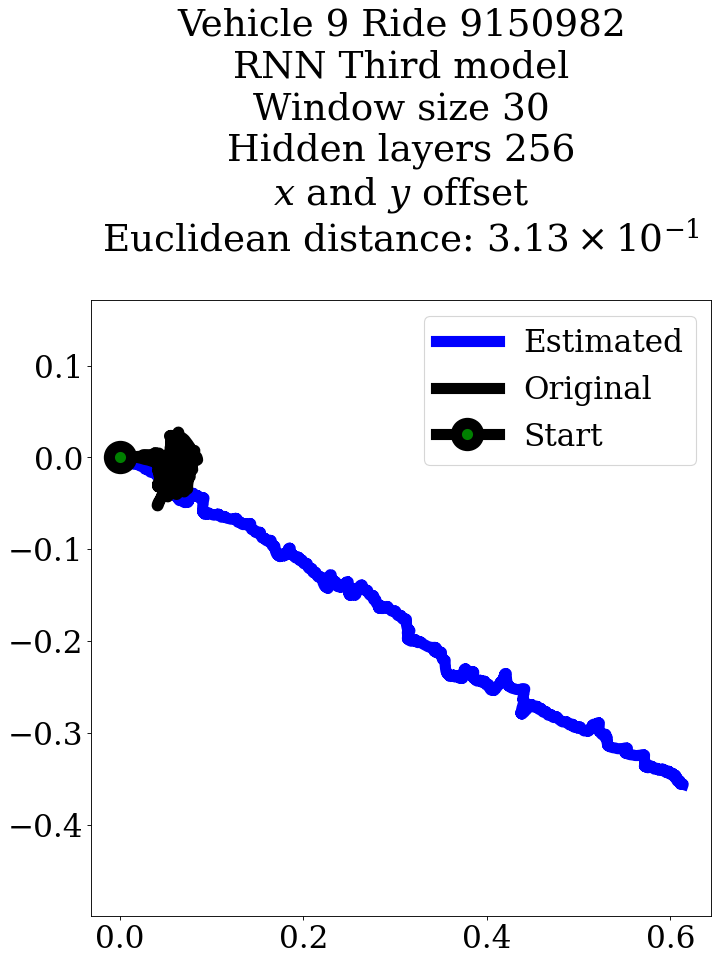 Vehicle 9 Ride 9150982
RNN Third model
Window size 30
Hidden layers 256
x and y offset
Euclidean distance: 3.13 × 10⁻¹
Estimated
Original
Start
0.1
0.0
−0.1
−0.2
−0.3
−0.4
0.0 0.2 0.4 0.6